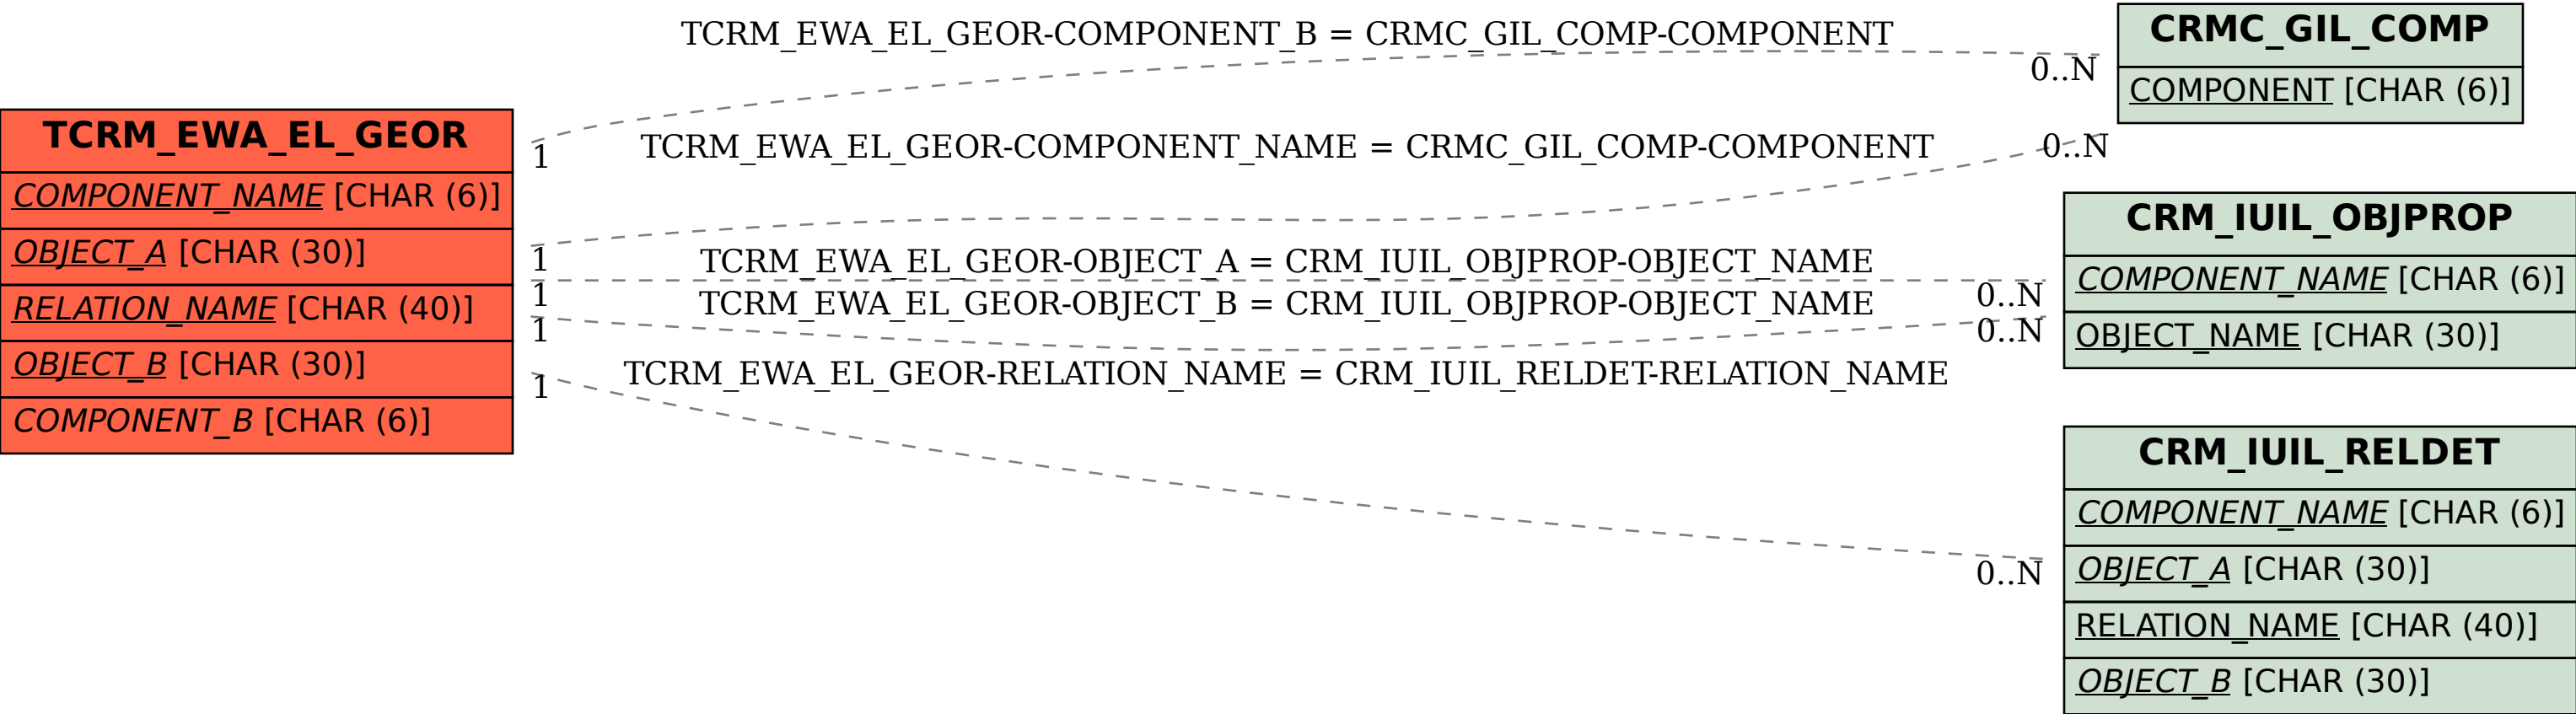 TCRM_EWA_EL_GEOR-COMPONENT_B = CRMC_GIL_COMP-COMPONENT
0..N
1
TCRM_EWA_EL_GEOR-COMPONENT_NAME = CRMC_GIL_COMP-COMPONENT
0..N
1
TCRM_EWA_EL_GEOR-OBJECT_A = CRM_IUIL_OBJPROP-OBJECT_NAME
1
0..N
TCRM_EWA_EL_GEOR-OBJECT_B = CRM_IUIL_OBJPROP-OBJECT_NAME
1
0..N
TCRM_EWA_EL_GEOR-RELATION_NAME = CRM_IUIL_RELDET-RELATION_NAME
1
0..N
TCRM_EWA_EL_GEOR
COMPONENT_NAME [CHAR (6)]
OBJECT_A [CHAR (30)]
RELATION_NAME [CHAR (40)]
OBJECT_B [CHAR (30)]
COMPONENT_B [CHAR (6)]
CRMC_GIL_COMP
COMPONENT [CHAR (6)]
CRM_IUIL_OBJPROP
COMPONENT_NAME [CHAR (6)]
OBJECT_NAME [CHAR (30)]
CRM_IUIL_RELDET
COMPONENT_NAME [CHAR (6)]
OBJECT_A [CHAR (30)]
RELATION_NAME [CHAR (40)]
OBJECT_B [CHAR (30)]